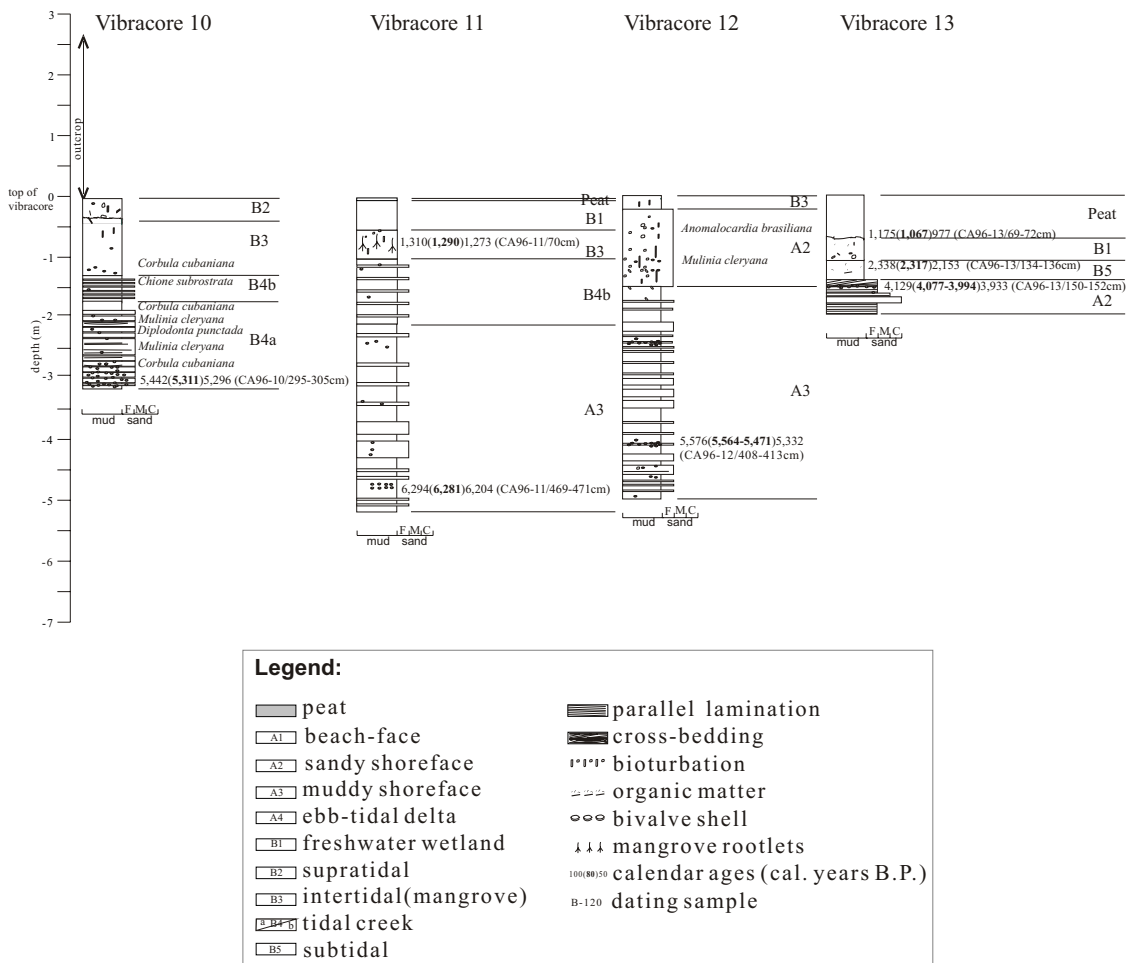 Vibracore 10
Vibracore 11
Vibracore 12
Vibracore 13
3
2
1
0
-1
-2
-3
-4
-5
-6
-7
depth (m)
top of
vibracore
outcrop
B2
B3
Corbula cubaniana
Chione subrostrata
B4b
Corbula cubaniana
Mulinia cleryana
Diplodonta punctada
B4a
Mulinia cleryana
Corbula cubaniana
5,442(5,311)5,296 (CA96-10/295-305cm)
F M C
mud sand
Peat
B1
1,310(1,290)1,273 (CA96-11/70cm)
B3
B4b
A3
6,294(6,281)6,204 (CA96-11/469-471cm)
F M C
mud sand
B3
Anomalocardia brasiliana
A2
Mulinia cleryana
A3
5,576(5,564-5,471)5,332
(CA96-12/408-413cm)
F M C
mud sand
Peat
1,175(1,067)977 (CA96-13/69-72cm)
B1
2,338(2,317)2,153 (CA96-13/134-136cm)
B5
4,129(4,077-3,994)3,933 (CA96-13/150-152cm)
A2
F M C
mud sand
Legend:
peat
A1 beach-face
A2 sandy shoreface
A3 muddy shoreface
A4 ebb-tidal delta
B1 freshwater wetland
B2 supratidal
B3 intertidal(mangrove)
a B4 b tidal creek
B5 subtidal
parallel lamination
cross-bedding
bioturbation
organic matter
bivalve shell
mangrove rootlets
100(80)50 calendar ages (cal. years B.P.)
B-120 dating sample